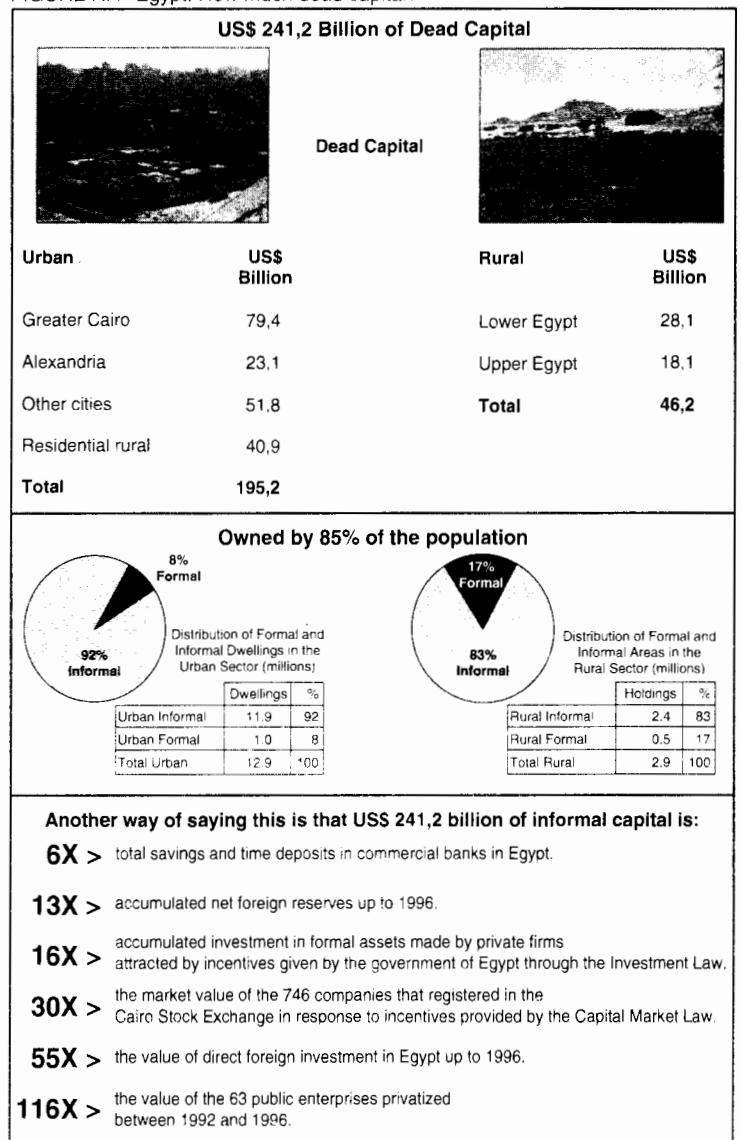 US$ 241,2 Billion of Dead Capital
Dead Capital
Urban US$
Billion
Greater Cairo 79,4
Alexandria 23,1
Other cities 51,8
Residential rural 40,9
Total 195,2
Rural US$
Billion
Lower Egypt 28,1
Upper Egypt 18,1
Total 46,2
Owned by 85% of the population
8%
Formal
92%
Informal
Distribution of Formal and
Informal Dwellings in the
Urban Sector (millions)
Dwellings %
Urban Informal 11.9 92
Urban Formal 1.0 8
Total Urban 12.9 100
17%
Formal
83%
Informal
Distribution of Formal and
Informal Areas in the
Rural Sector (millions)
Holdings %
Rural Informal 2.4 83
Rural Formal 0.5 17
Total Rural 2.9 100
Another way of saying this is that US$ 241,2 billion of informal capital is:
6X > total savings and time deposits in commercial banks in Egypt.
13X > accumulated net foreign reserves up to 1996.
16X > accumulated investment in formal assets made by private firms
attracted by incentives given by the government of Egypt through the Investment Law.
30X > the market value of the 746 companies that registered in the
Cairo Stock Exchange in response to incentives provided by the Capital Market Law.
55X > the value of direct foreign investment in Egypt up to 1996.
116X > the value of the 63 public enterprises privatized
between 1992 and 1996.